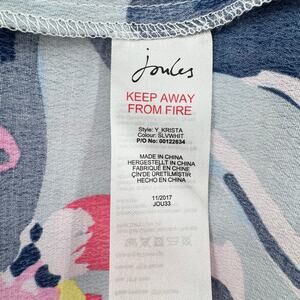 Joules
KEEP AWAY
FROM FIRE
Style: Y_KRISTA
Colour: SLVWHIT
P/O No: 00122634
MADE IN CHINA
HERGESTELLT IN CHINA
FABRIQUÉ EN CHINE
ÇİN'DE ÜRETİLMİŞTİR
HECHO EN CHINA
11/2017
JOU33